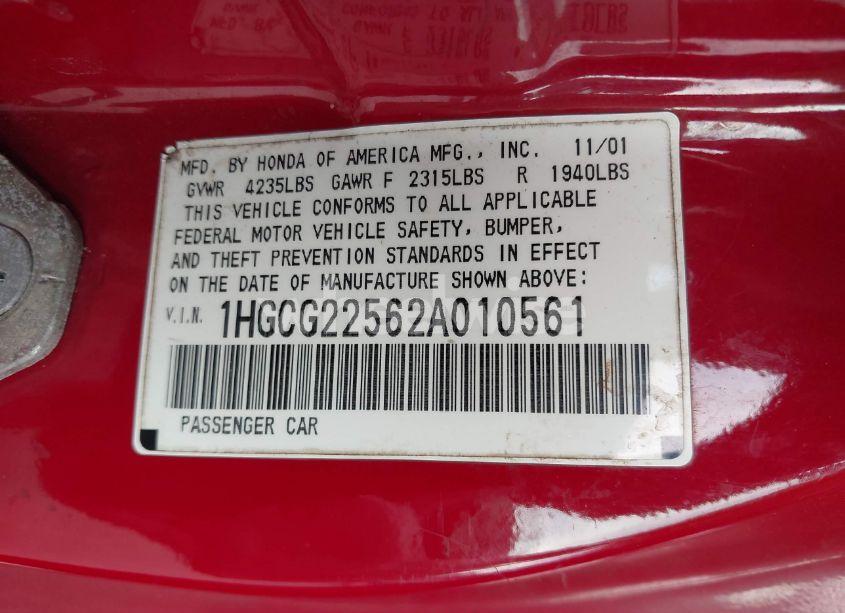 MFD. BY HONDA OF AMERICA MFG., INC. 11/01
GVWR 4235LBS GAWR F 2315LBS R 1940LBS
THIS VEHICLE CONFORMS TO ALL APPLICABLE
FEDERAL MOTOR VEHICLE SAFETY, BUMPER,
AND THEFT PREVENTION STANDARDS IN EFFECT
ON THE DATE OF MANUFACTURE SHOWN ABOVE:
V.I.N. 1HGCG22562A010561
PASSENGER CAR